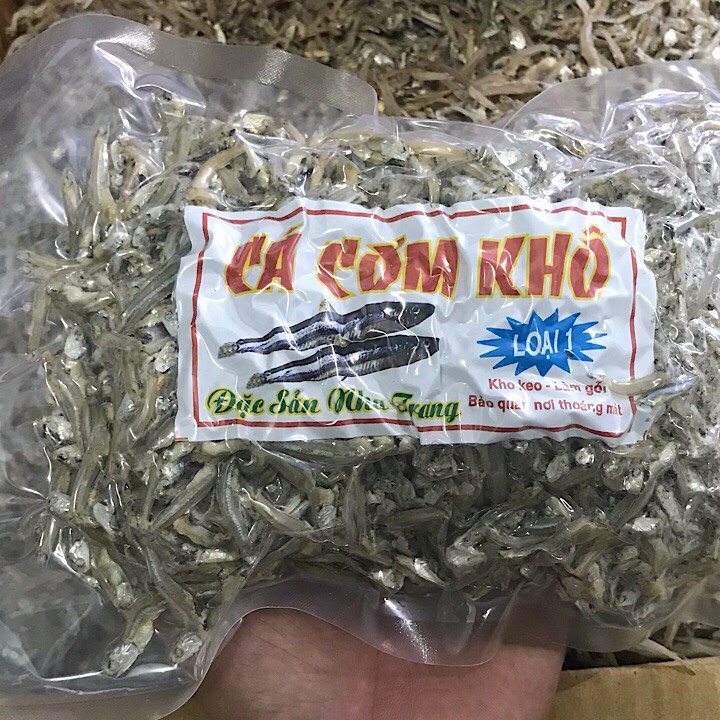 CÁ CƠM KHÔ
LOẠI 1
Kho keo - Làm gỏi
Đặc Sản Nha Trang
Bảo quản nơi thoáng mát